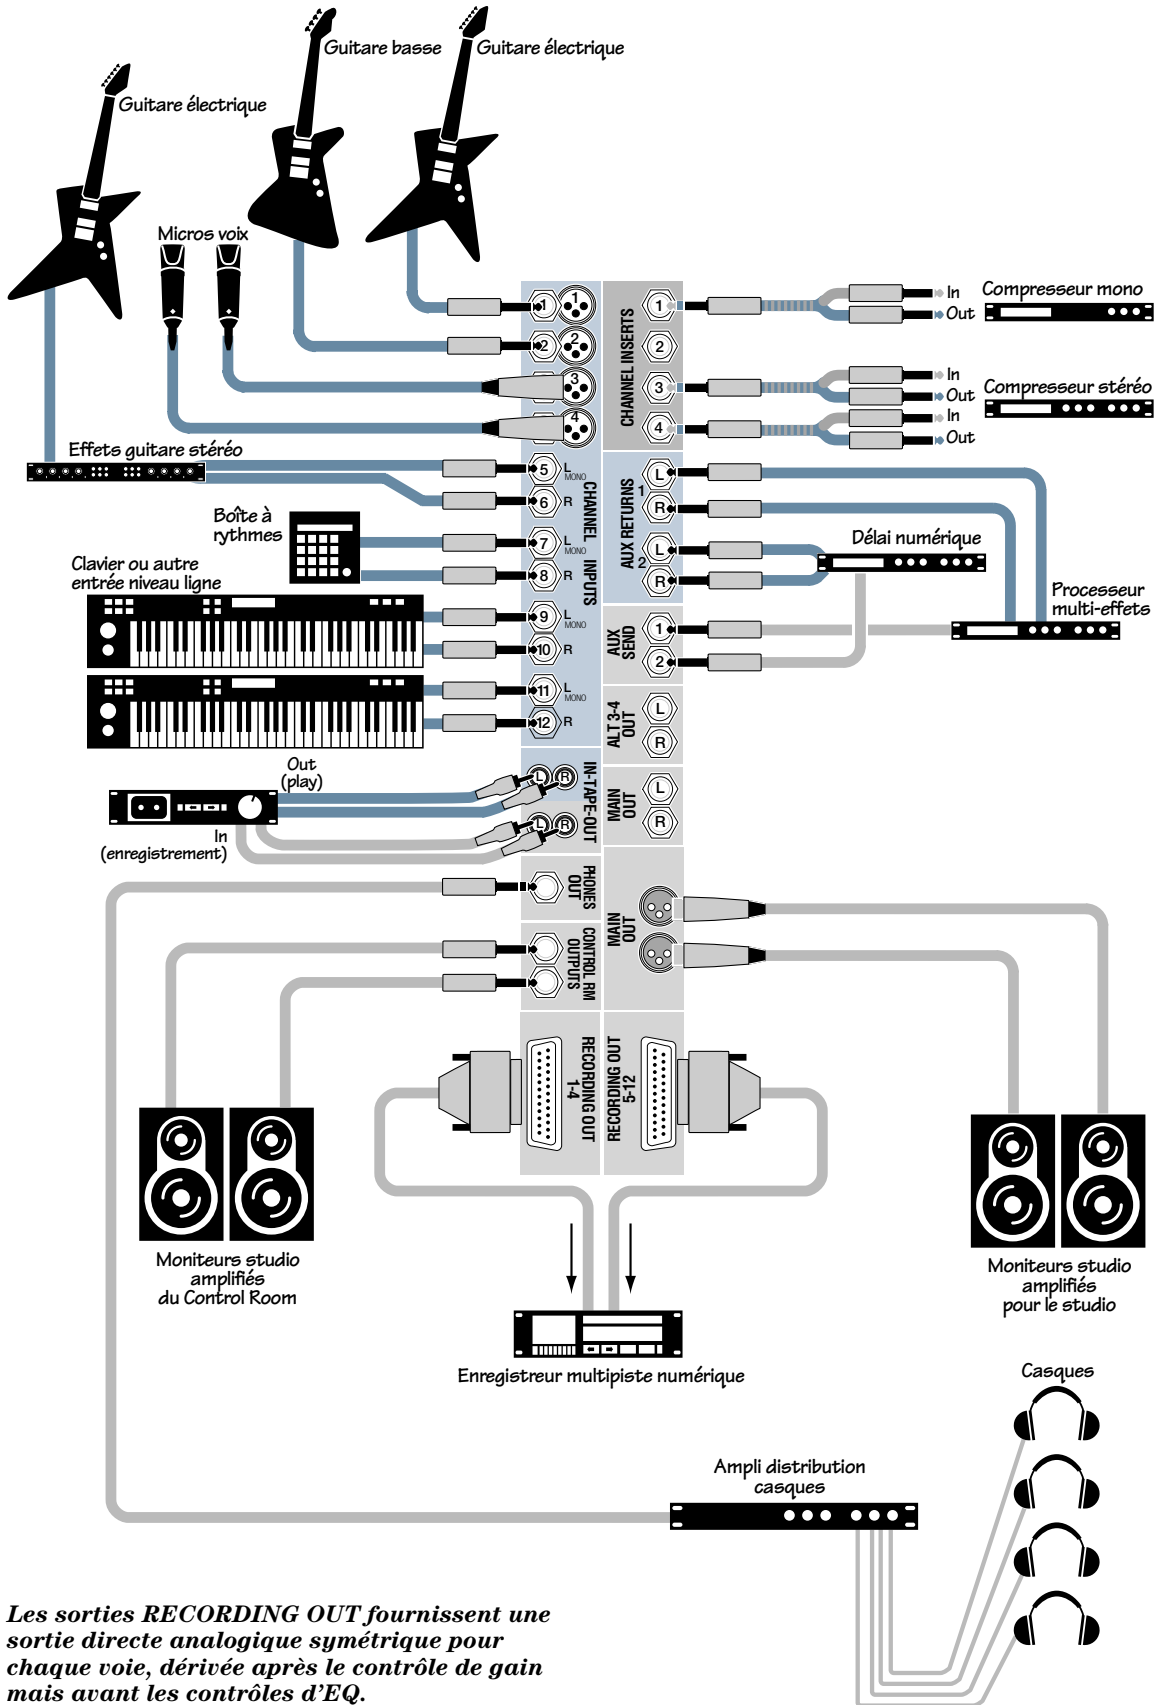 Guitare basse
Guitare électrique
Guitare électrique
Micros voix
1
1
2
2
3
4
CHANNEL INSERTS
1
2
3
4
In
Out
Compresseur mono
In
Out
In
Out
Compresseur stéréo
Effets guitare stéréo
Boîte à
rythmes
Clavier ou autre
entrée niveau ligne
CHANNEL INPUTS
5
L
MONO
6
R
7
L
MONO
8
R
9
L
MONO
10
R
11
L
MONO
12
R
AUX RETURNS
1
L
R
2
L
R
Délai numérique
Processeur
multi-effets
AUX
SEND
1
2
ALT 3-4
OUT
L
R
Out
(play)
In
(enregistrement)
IN-TAPE-OUT
L
R
L
R
MAIN
OUT
L
R
PHONES
OUT
MAIN
OUT
CONTROL RM
OUTPUTS
RECORDING OUT
1-4
RECORDING OUT
5-12
Moniteurs studio
amplifiés
du Control Room
Moniteurs studio
amplifiés
pour le studio
Enregistreur multipiste numérique
Casques
Ampli distribution
casques
Les sorties RECORDING OUT fournissent une
sortie directe analogique symétrique pour
chaque voie, dérivée après le contrôle de gain
mais avant les contrôles d’EQ.